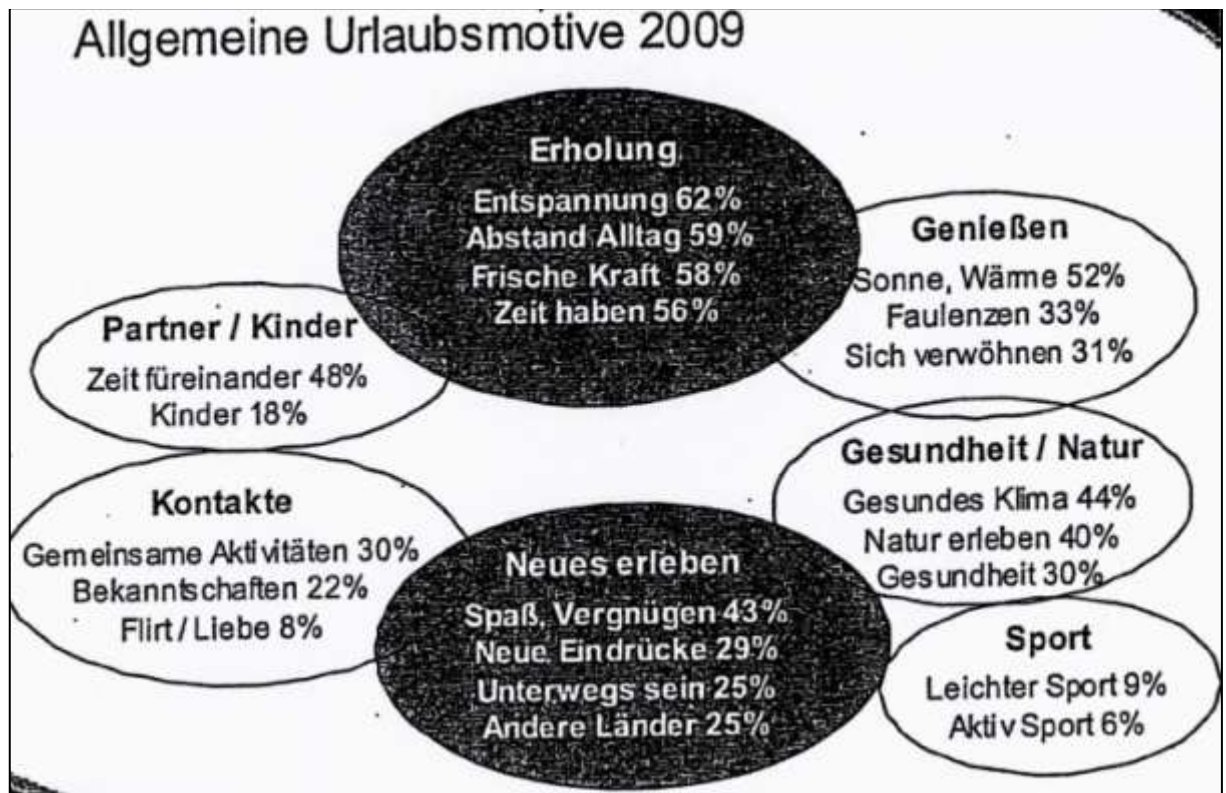 Allgemeine Urlaubsmotive 2009
Erholung
Entspannung 62%
Abstand Alltag 59%
Frische Kraft 58%
Zeit haben 56%
Genießen
Sonne, Wärme 52%
Faulenzen 33%
Sich verwöhnen 31%
Partner / Kinder
Zeit füreinander 48%
Kinder 18%
Gesundheit / Natur
Gesundes Klima 44%
Natur erleben 40%
Gesundheit 30%
Kontakte
Gemeinsame Aktivitäten 30%
Bekanntschaften 22%
Flirt / Liebe 8%
Neues erleben
Spaß, Vergnügen 43%
Neue Eindrücke 29%
Unterwegs sein 25%
Andere Länder 25%
Sport
Leichter Sport 9%
Aktiv Sport 6%